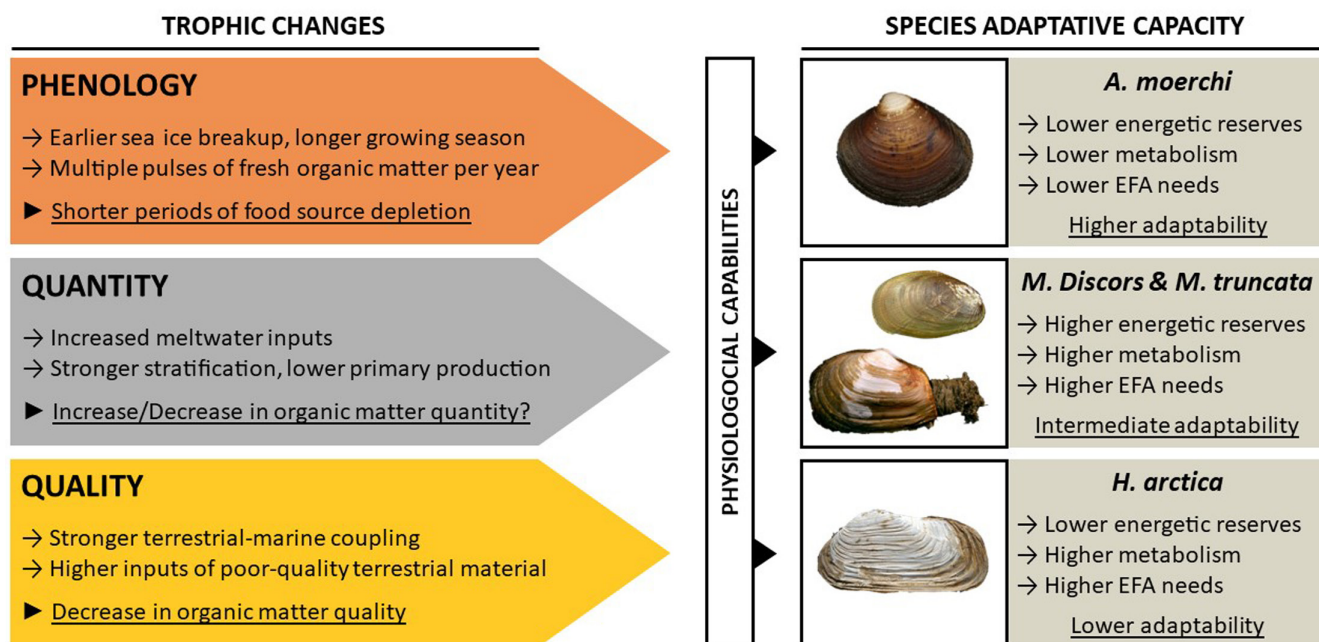 TROPHIC CHANGES
PHENOLOGY
→ Earlier sea ice breakup, longer growing season
→ Multiple pulses of fresh organic matter per year
► Shorter periods of food source depletion
QUANTITY
→ Increased meltwater inputs
→ Stronger stratification, lower primary production
► Increase/Decrease in organic matter quantity?
QUALITY
→ Stronger terrestrial-marine coupling
→ Higher inputs of poor-quality terrestrial material
► Decrease in organic matter quality
PHYSIOLOGOCIAL CAPABILITIES
SPECIES ADAPTATIVE CAPACITY
A. moerchi
→ Lower energetic reserves
→ Lower metabolism
→ Lower EFA needs
Higher adaptability
M. Discors & M. truncata
→ Higher energetic reserves
→ Higher metabolism
→ Higher EFA needs
Intermediate adaptability
H. arctica
→ Lower energetic reserves
→ Higher metabolism
→ Higher EFA needs
Lower adaptability